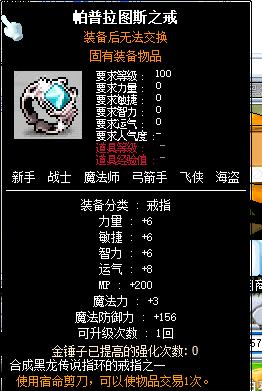 帕普拉图斯之戒
装备后无法交换
固有装备物品
要求等级： 100
要求力量： 0
要求敏捷： 0
要求智力： 0
要求运气： 0
要求人气度： -
道具等级： -
道具经验值： -
新手 战士 魔法师 弓箭手 飞侠 海盗
装备分类 : 戒指
力量 : +6
敏捷 : +6
智力 : +6
运气 : +8
MP : +200
魔法力 : +3
魔法防御力 : +156
可升级次数 : 1回
金锤子已提高的强化次数: 0
合成黑龙传说指环的戒指之一
使用宿命剪刀，可以使物品交易1次。